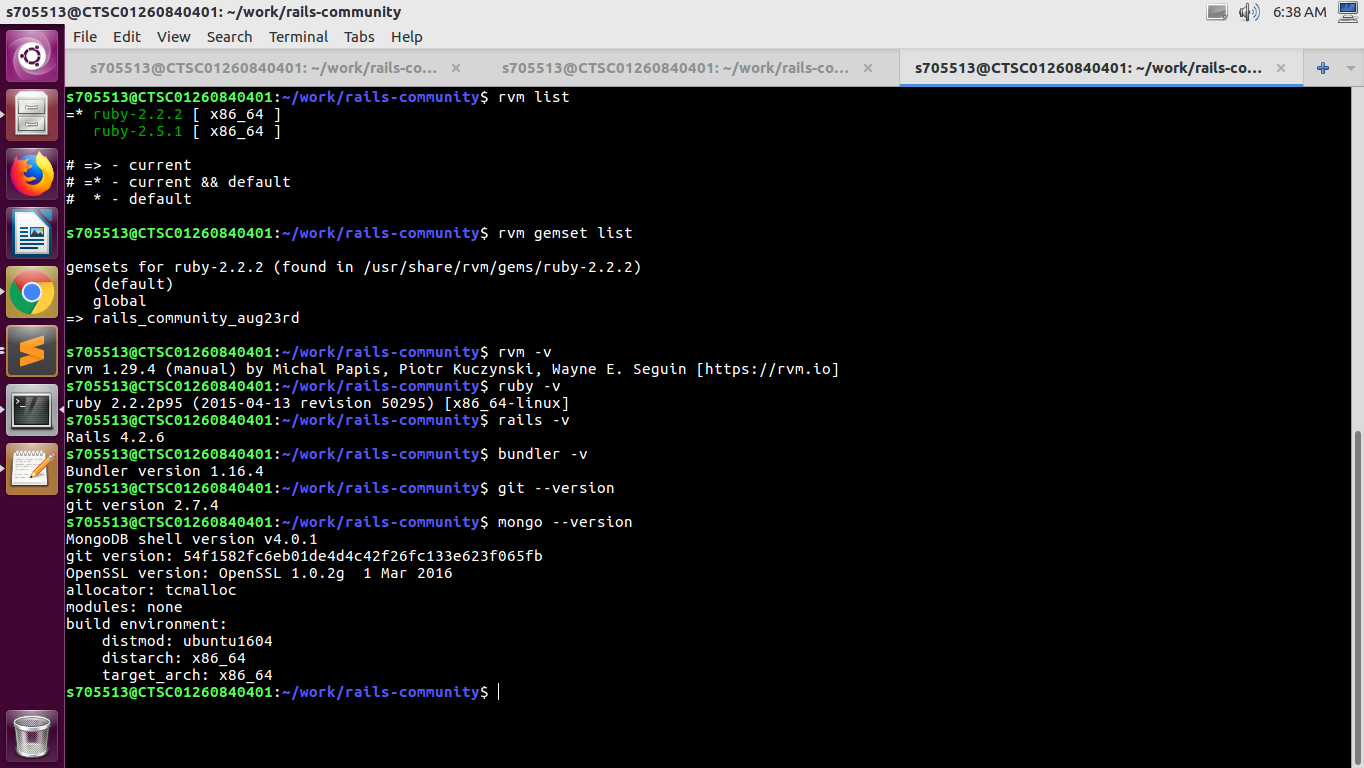 s705513@CTSC01260840401: ~/work/rails-community
6:38 AM
File Edit View Search Terminal Tabs Help
s705513@CTSC01260840401: ~/work/rails-co... × s705513@CTSC01260840401: ~/work/rails-co... × s705513@CTSC01260840401: ~/work/rails-co... ×
s705513@CTSC01260840401:~/work/rails-community$ rvm list
=* ruby-2.2.2 [ x86_64 ]
   ruby-2.5.1 [ x86_64 ]
# => - current
# =* - current && default
#  * - default
s705513@CTSC01260840401:~/work/rails-community$ rvm gemset list
gemsets for ruby-2.2.2 (found in /usr/share/rvm/gems/ruby-2.2.2)
   (default)
   global
=> rails_community_aug23rd
s705513@CTSC01260840401:~/work/rails-community$ rvm -v
rvm 1.29.4 (manual) by Michal Papis, Piotr Kuczynski, Wayne E. Seguin [https://rvm.io]
s705513@CTSC01260840401:~/work/rails-community$ ruby -v
ruby 2.2.2p95 (2015-04-13 revision 50295) [x86_64-linux]
s705513@CTSC01260840401:~/work/rails-community$ rails -v
Rails 4.2.6
s705513@CTSC01260840401:~/work/rails-community$ bundler -v
Bundler version 1.16.4
s705513@CTSC01260840401:~/work/rails-community$ git --version
git version 2.7.4
s705513@CTSC01260840401:~/work/rails-community$ mongo --version
MongoDB shell version v4.0.1
git version: 54f1582fc6eb01de4d4c42f26fc133e623f065fb
OpenSSL version: OpenSSL 1.0.2g  1 Mar 2016
allocator: tcmalloc
modules: none
build environment:
    distmod: ubuntu1604
    distarch: x86_64
    target_arch: x86_64
s705513@CTSC01260840401:~/work/rails-community$